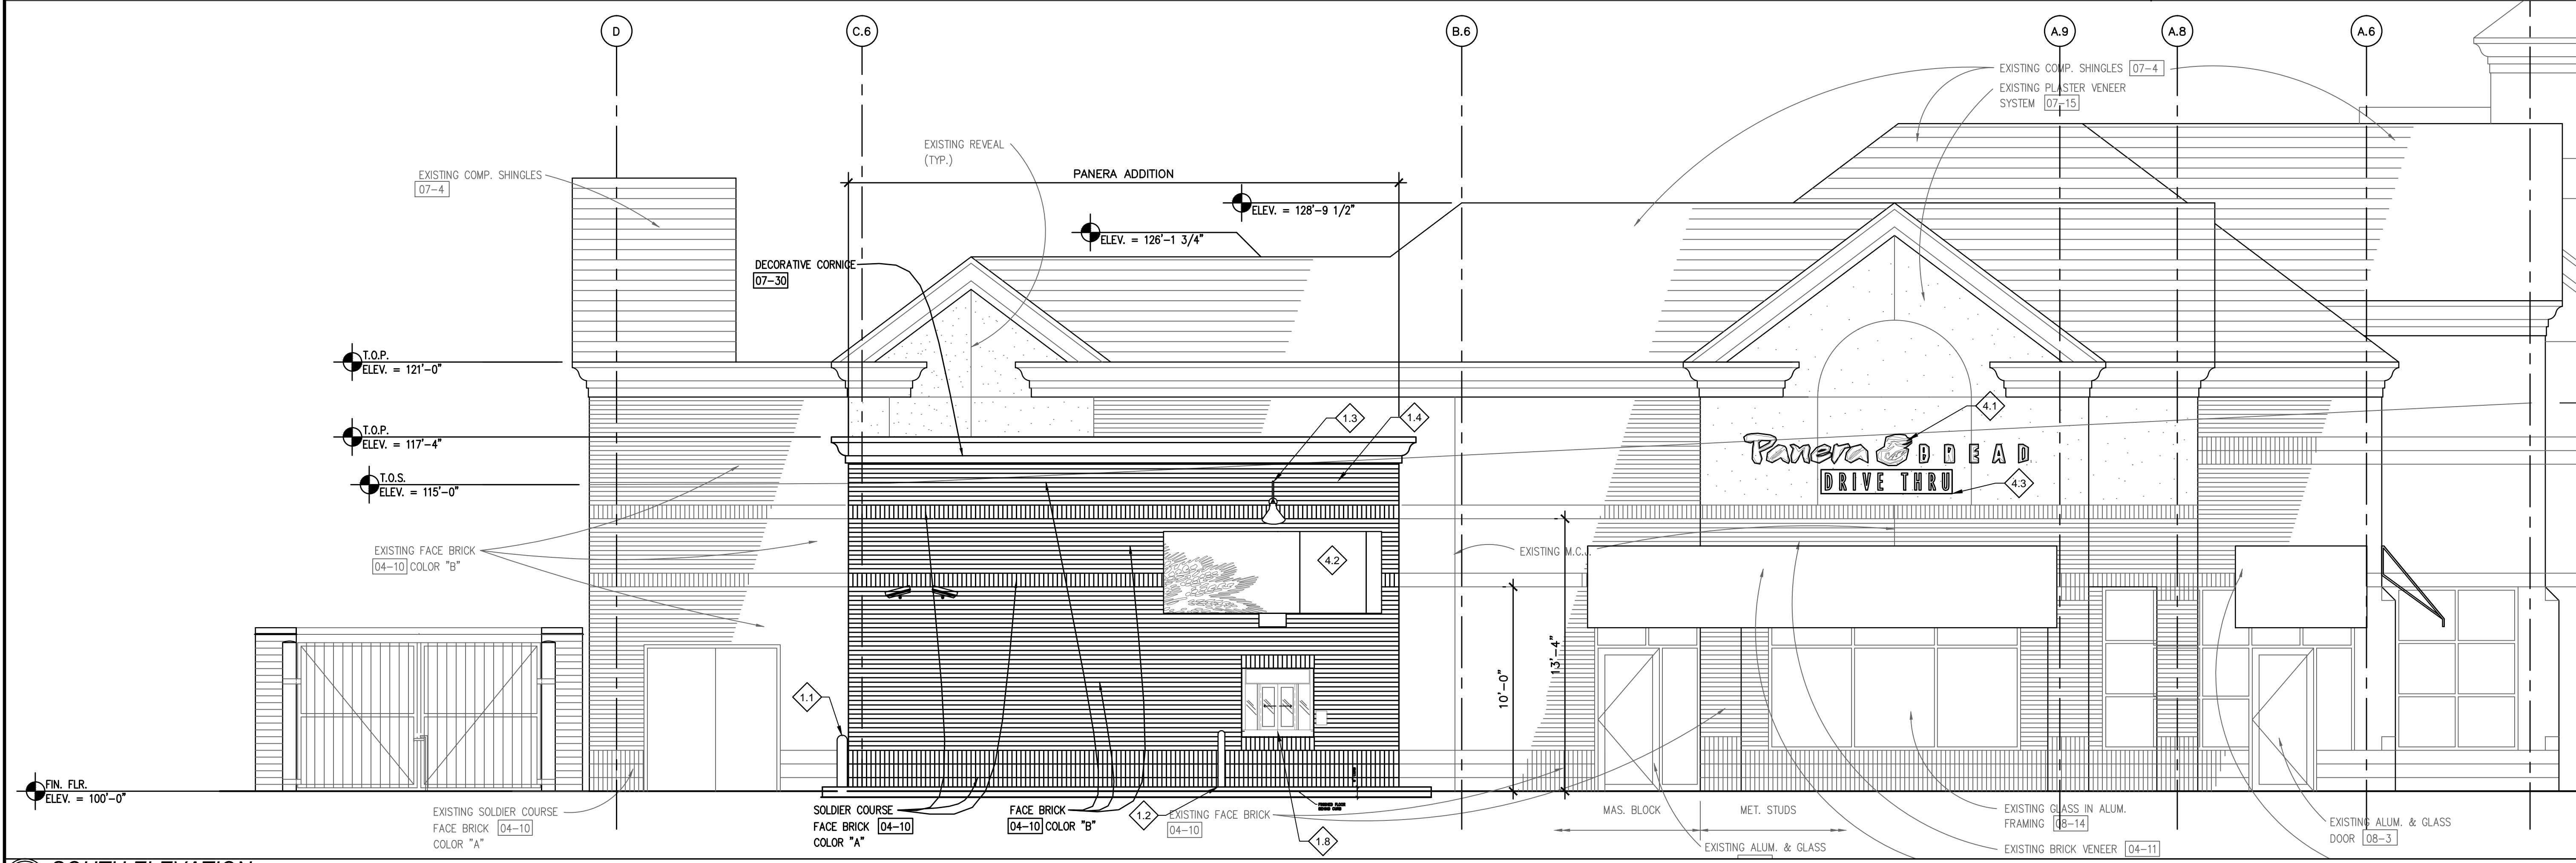 D
C.6
B.6
A.9
A.8
A.6
EXISTING COMP. SHINGLES 07-4
EXISTING PLASTER VENEER
SYSTEM 07-15
EXISTING REVEAL
(TYP.)
EXISTING COMP. SHINGLES
07-4
PANERA ADDITION
ELEV. = 128'-9 1/2"
ELEV. = 126'-1 3/4"
DECORATIVE CORNICE
07-30
T.O.P.
ELEV. = 121'-0"
T.O.P.
ELEV. = 117'-4"
T.O.S.
ELEV. = 115'-0"
1.3
1.4
4.1
Panera BREAD
DRIVE THRU
4.3
EXISTING FACE BRICK
04-10 COLOR "B"
4.2
EXISTING M.C.J.
10'-0"
13'-4"
1.1
FIN. FLR.
ELEV. = 100'-0"
EXISTING SOLDIER COURSE
FACE BRICK 04-10
COLOR "A"
SOLDIER COURSE
FACE BRICK 04-10
COLOR "A"
FACE BRICK
04-10 COLOR "B"
FINISHED FLOOR
BEHIND CURB
1.2
EXISTING FACE BRICK
04-10
1.8
MAS. BLOCK
MET. STUDS
EXISTING ALUM. & GLASS
EXISTING GLASS IN ALUM.
FRAMING 08-14
EXISTING BRICK VENEER 04-11
EXISTING ALUM. & GLASS
DOOR 08-3
SOUTH ELEVATION